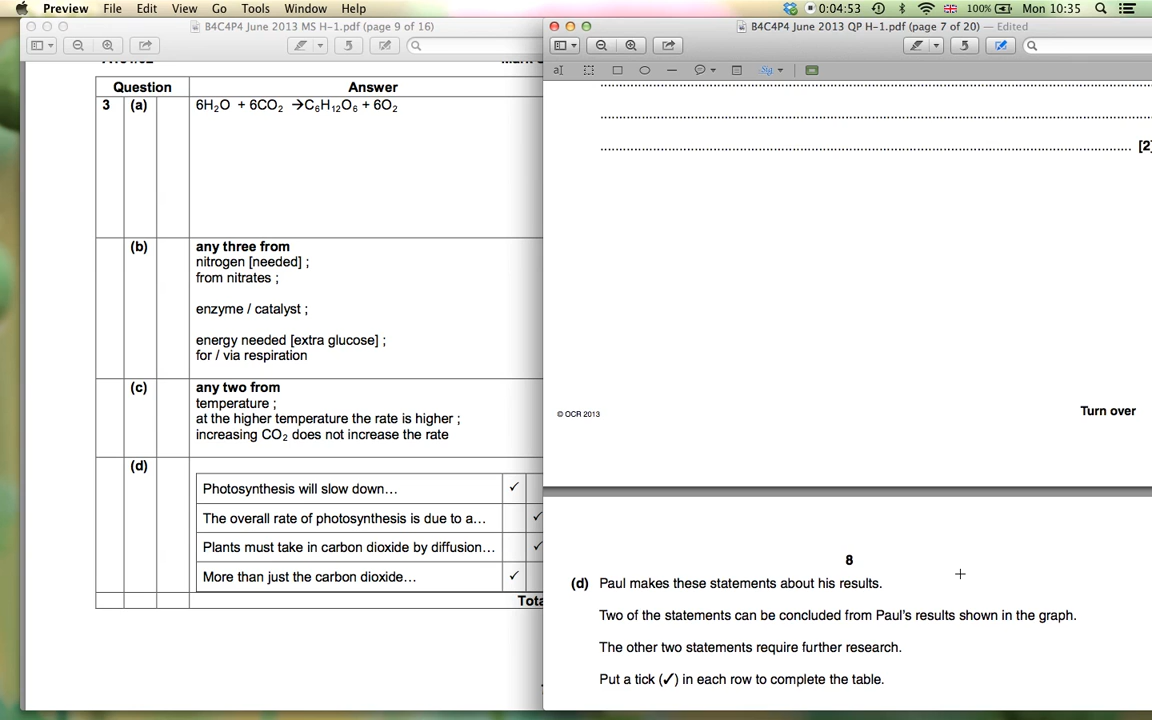 Preview File Edit View Go Tools Window Help 0:04:53 100% Mon 10:35
B4C4P4 June 2013 MS H-1.pdf (page 9 of 16)
Question Answer
3 (a) 6H₂O + 6CO₂ →C₆H₁₂O₆ + 6O₂
(b) any three from
nitrogen [needed] ;
from nitrates ;
enzyme / catalyst ;
energy needed [extra glucose] ;
for / via respiration
(c) any two from
temperature ;
at the higher temperature the rate is higher ;
increasing CO₂ does not increase the rate
(d)
Photosynthesis will slow down… ✓
The overall rate of photosynthesis is due to a… ✓
Plants must take in carbon dioxide by diffusion… ✓
More than just the carbon dioxide… ✓
B4C4P4 June 2013 QP H-1.pdf (page 7 of 20) — Edited
[2]
© OCR 2013
Turn over
8
(d) Paul makes these statements about his results.
Two of the statements can be concluded from Paul's results shown in the graph.
The other two statements require further research.
Put a tick (✓) in each row to complete the table.